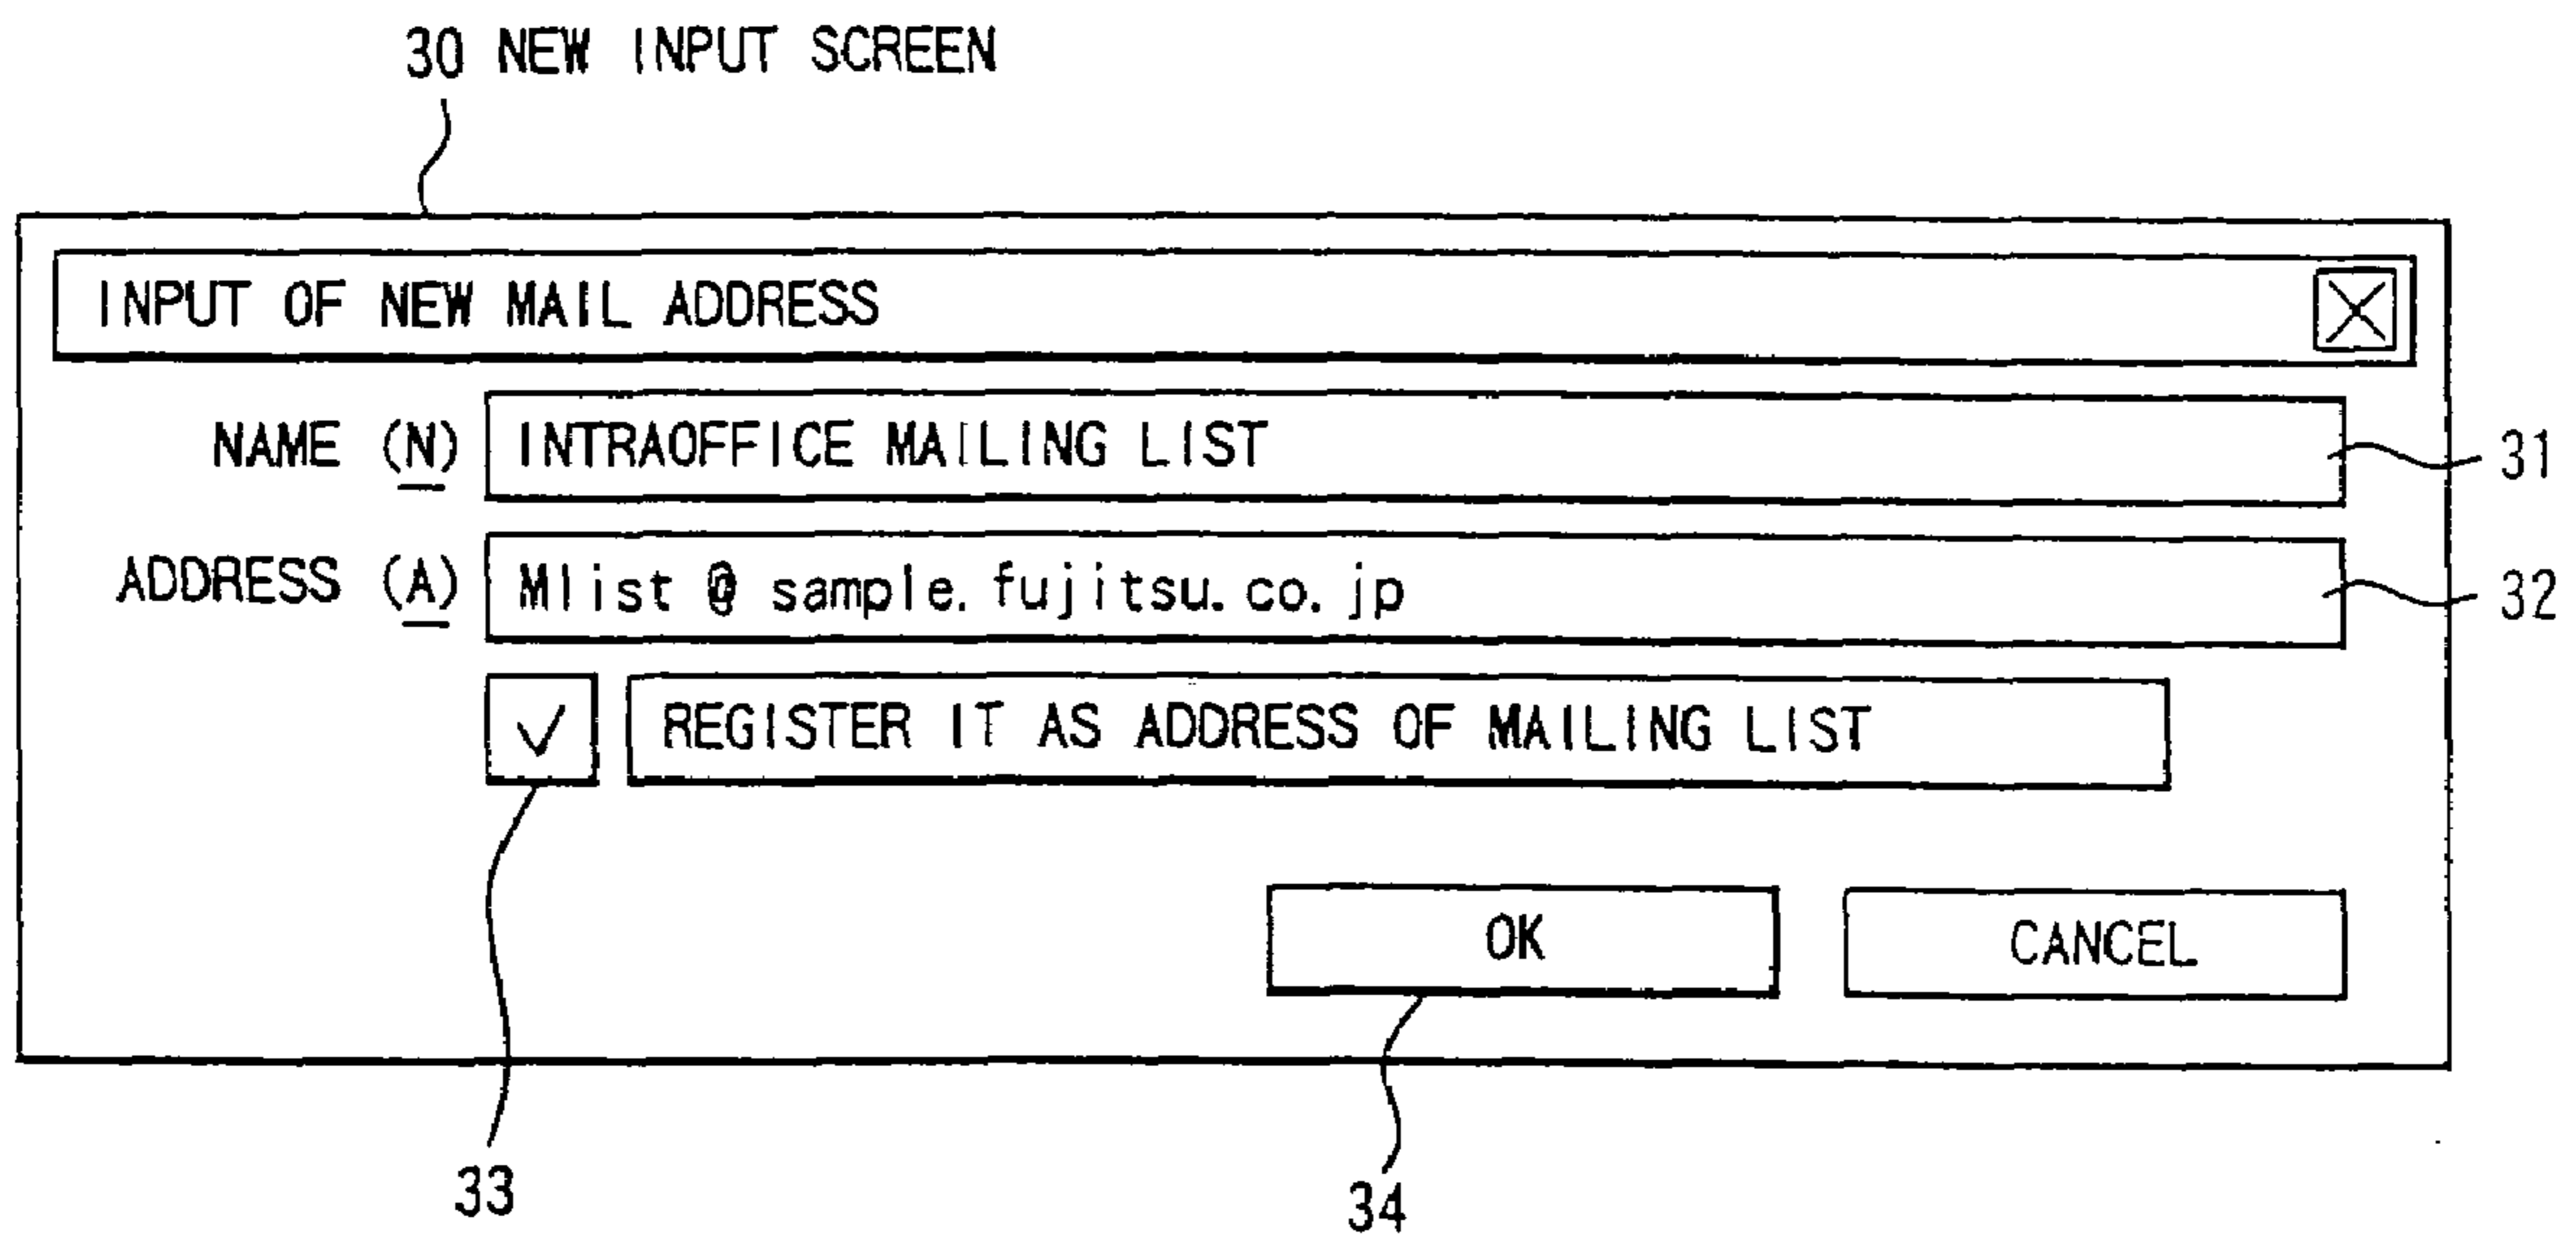 30 NEW INPUT SCREEN
INPUT OF NEW MAIL ADDRESS
NAME (N) INTRAOFFICE MAILING LIST 31
ADDRESS (A) Mlist @ sample. fujitsu. co. jp 32
REGISTER IT AS ADDRESS OF MAILING LIST
OK CANCEL
33 34